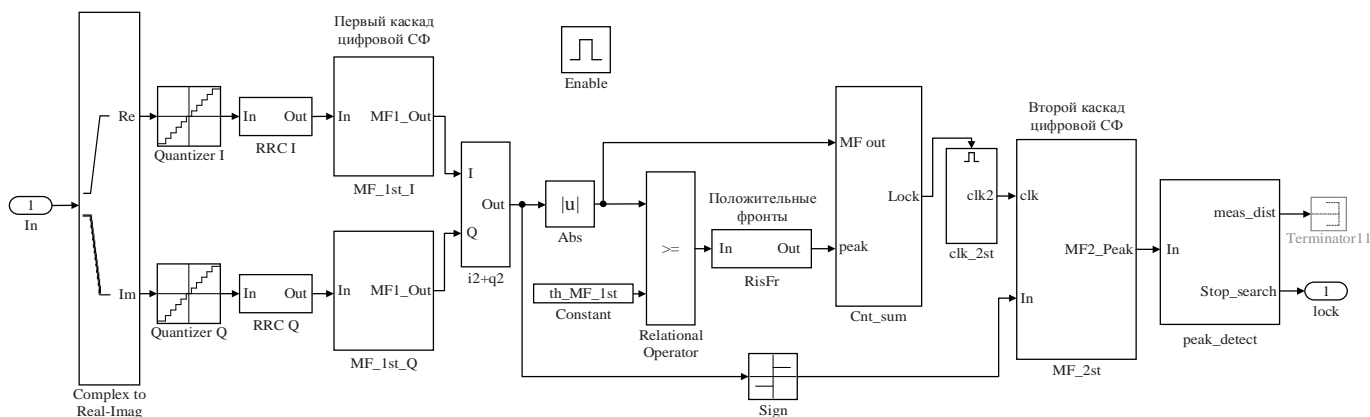 1
In
Re
Im
Complex to
Real-Imag
Quantizer I
In
Out
RRC I
Первый каскад
цифровой СФ
In
MF1_Out
MF_1st_I
Quantizer Q
In
Out
RRC Q
In
MF1_Out
MF_1st_Q
I
Q
Out
i2+q2
Enable
|u|
Abs
th_MF_1st
Constant
>=
Relational
Operator
Положительные
фронты
In
Out
RisFr
Sign
MF out
peak
Lock
Cnt_sum
clk2
clk_2st
Второй каскад
цифровой СФ
clk
In
MF2_Peak
MF_2st
In
meas_dist
Stop_search
peak_detect
Terminator11
1
lock